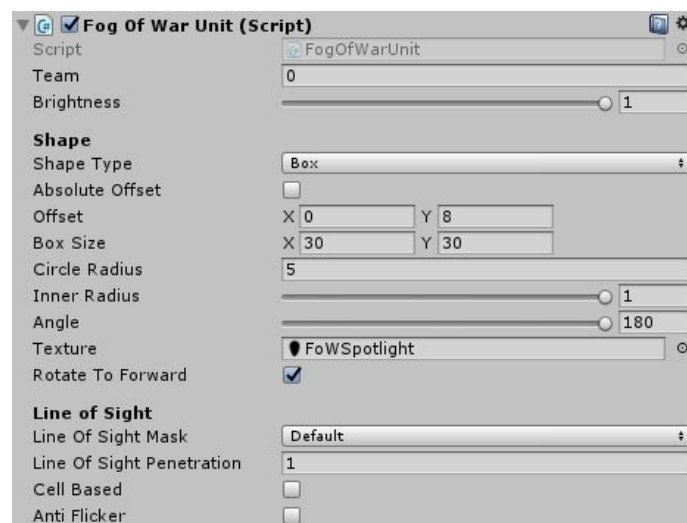 Fog Of War Unit (Script)
Script FogOfWarUnit
Team 0
Brightness 1
Shape
Shape Type Box
Absolute Offset
Offset X 0 Y 8
Box Size X 30 Y 30
Circle Radius 5
Inner Radius 1
Angle 180
Texture FoWSpotlight
Rotate To Forward
Line of Sight
Line Of Sight Mask Default
Line Of Sight Penetration 1
Cell Based
Anti Flicker